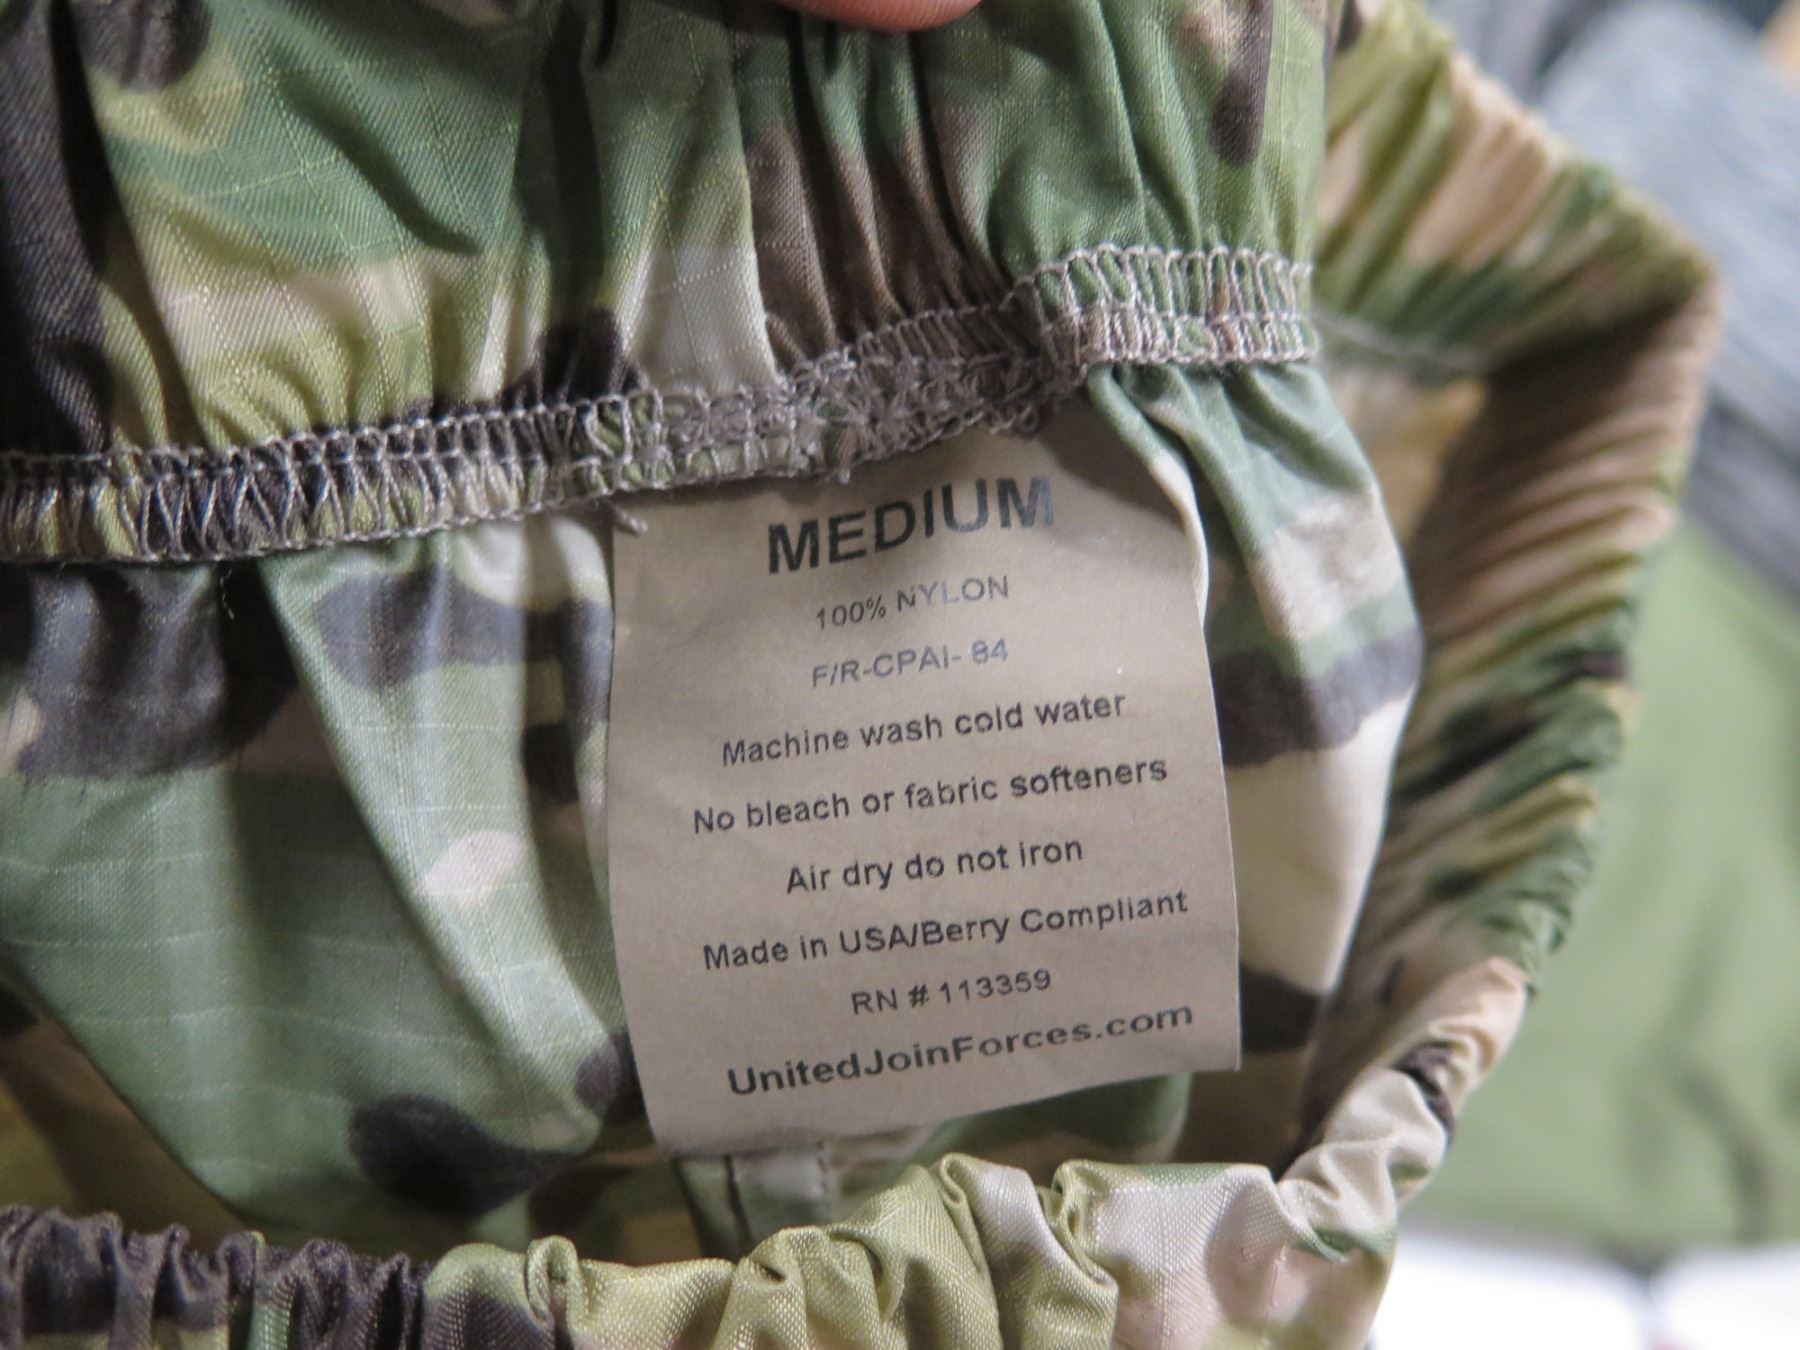 MEDIUM
100% NYLON
F/R-CPAI- 84
Machine wash cold water
No bleach or fabric softeners
Air dry do not iron
Made in USA/Berry Compliant
RN # 113359
UnitedJoinForces.com